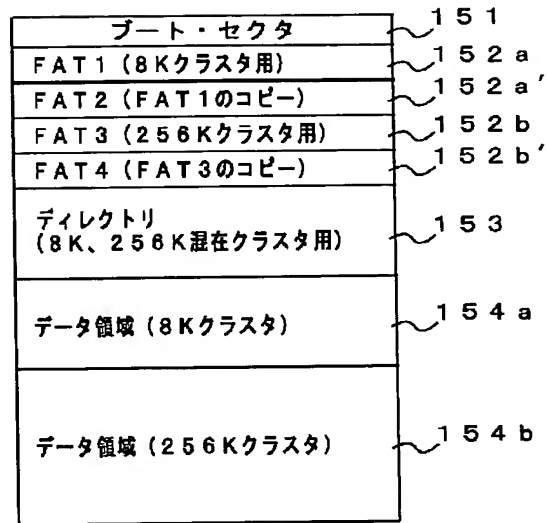 ブート・セクタ 151
FAT1(8Kクラスタ用) 152a
FAT2(FAT1のコピー) 152a'
FAT3(256Kクラスタ用) 152b
FAT4(FAT3のコピー) 152b'
ディレクトリ
(8K、256K混在クラスタ用) 153
データ領域(8Kクラスタ) 154a
データ領域(256Kクラスタ) 154b